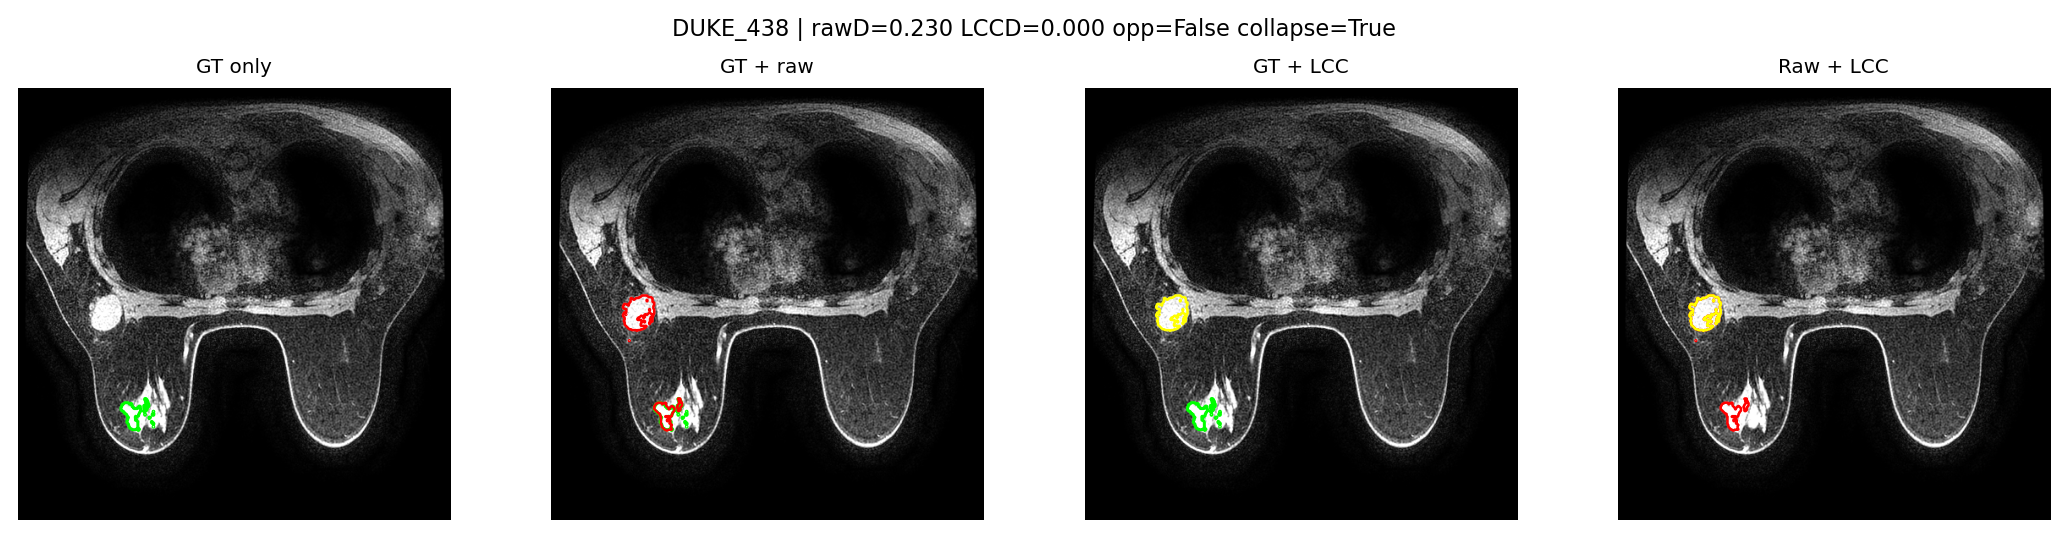 DUKE_438 | rawD=0.230 LCCD=0.000 opp=False collapse=True
GT only
GT + raw
GT + LCC
Raw + LCC